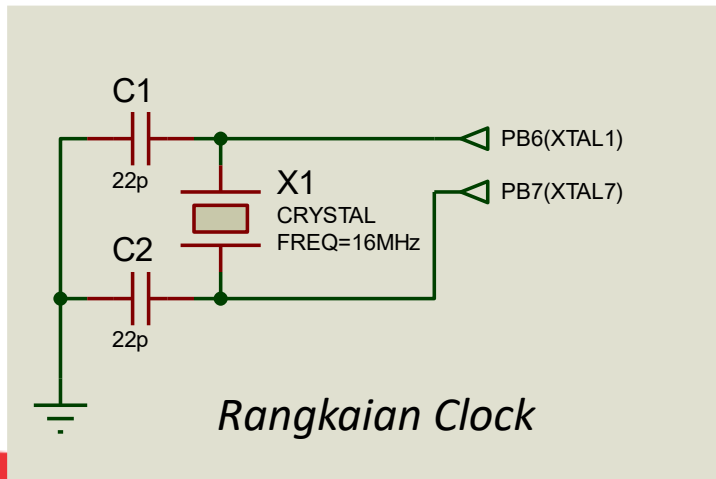 C1
22p
PB6(XTAL1)
X1
CRYSTAL
FREQ=16MHz
PB7(XTAL7)
C2
22p
Rangkaian Clock